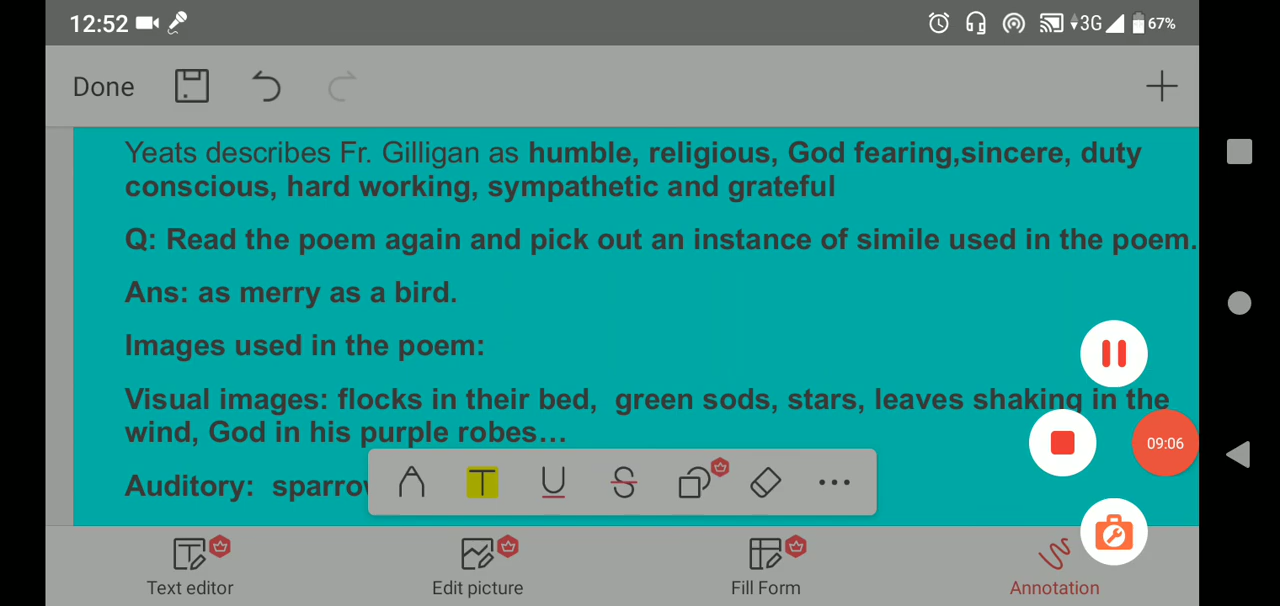 12:52
3G 67%
Done
Yeats describes Fr. Gilligan as humble, religious, God fearing,sincere, duty
conscious, hard working, sympathetic and grateful
Q: Read the poem again and pick out an instance of simile used in the poem.
Ans: as merry as a bird.
Images used in the poem:
Visual images: flocks in their bed, green sods, stars, leaves shaking in the
wind, God in his purple robes...
09:06
Auditory:
Text editor
Edit picture
Fill Form
Annotation